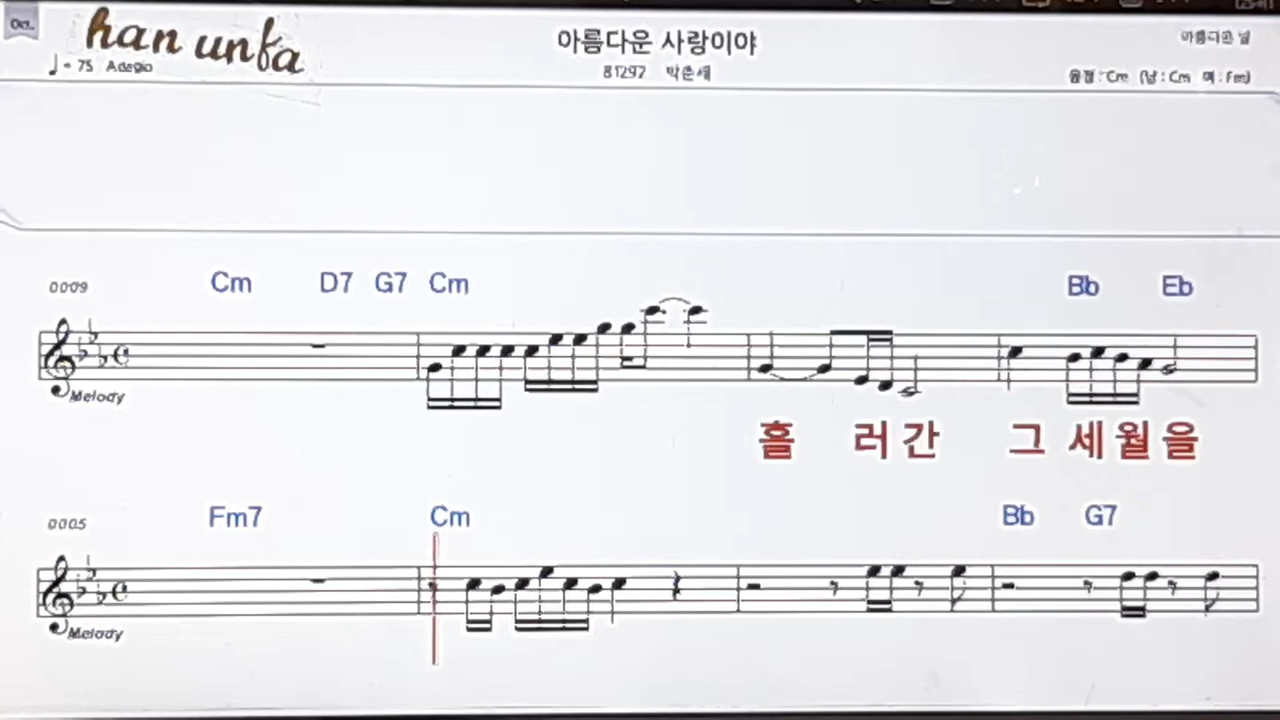 Oct.
han unfa
아름다운 사랑이야
♩= 75 Adagio
81292 박춘세
음정 : Cm (남 : Cm 여 : Fm)
0009 Cm D7 G7 Cm Bb Eb
Melody
흘 러 간 그 세 월 을
0005 Fm7 Cm Bb G7
Melody